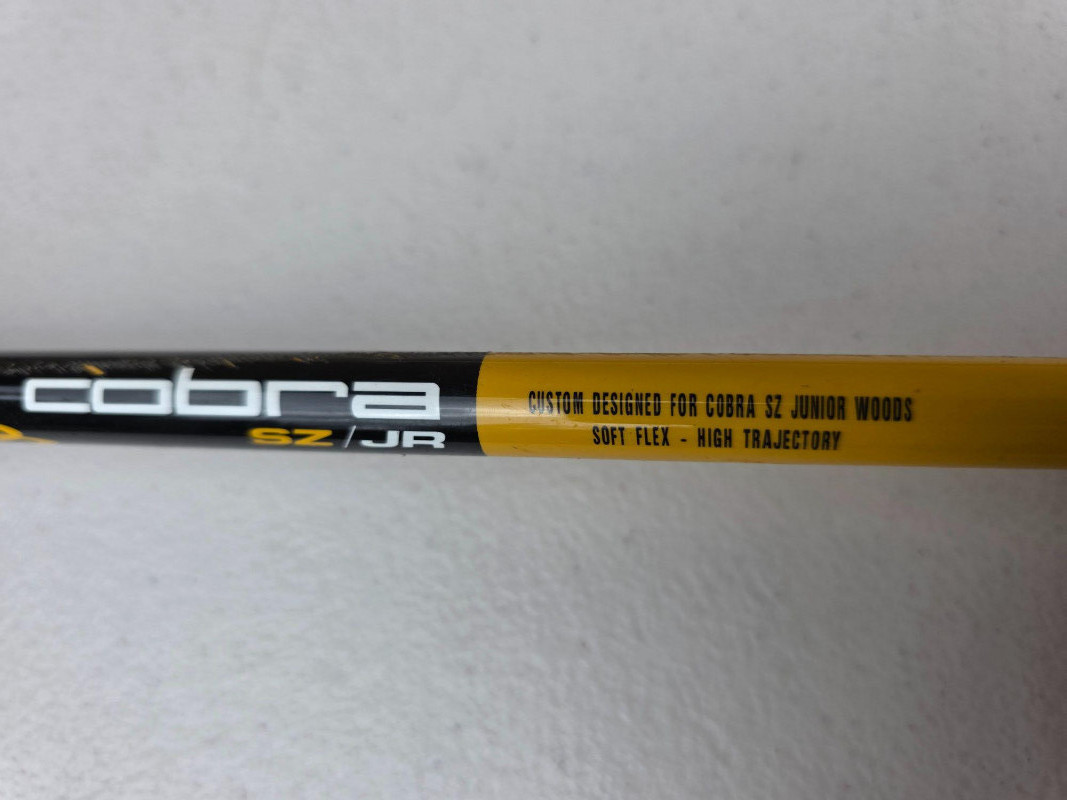 cobra
SZ/JR
CUSTOM DESIGNED FOR COBRA SZ JUNIOR WOODS
SOFT FLEX - HIGH TRAJECTORY